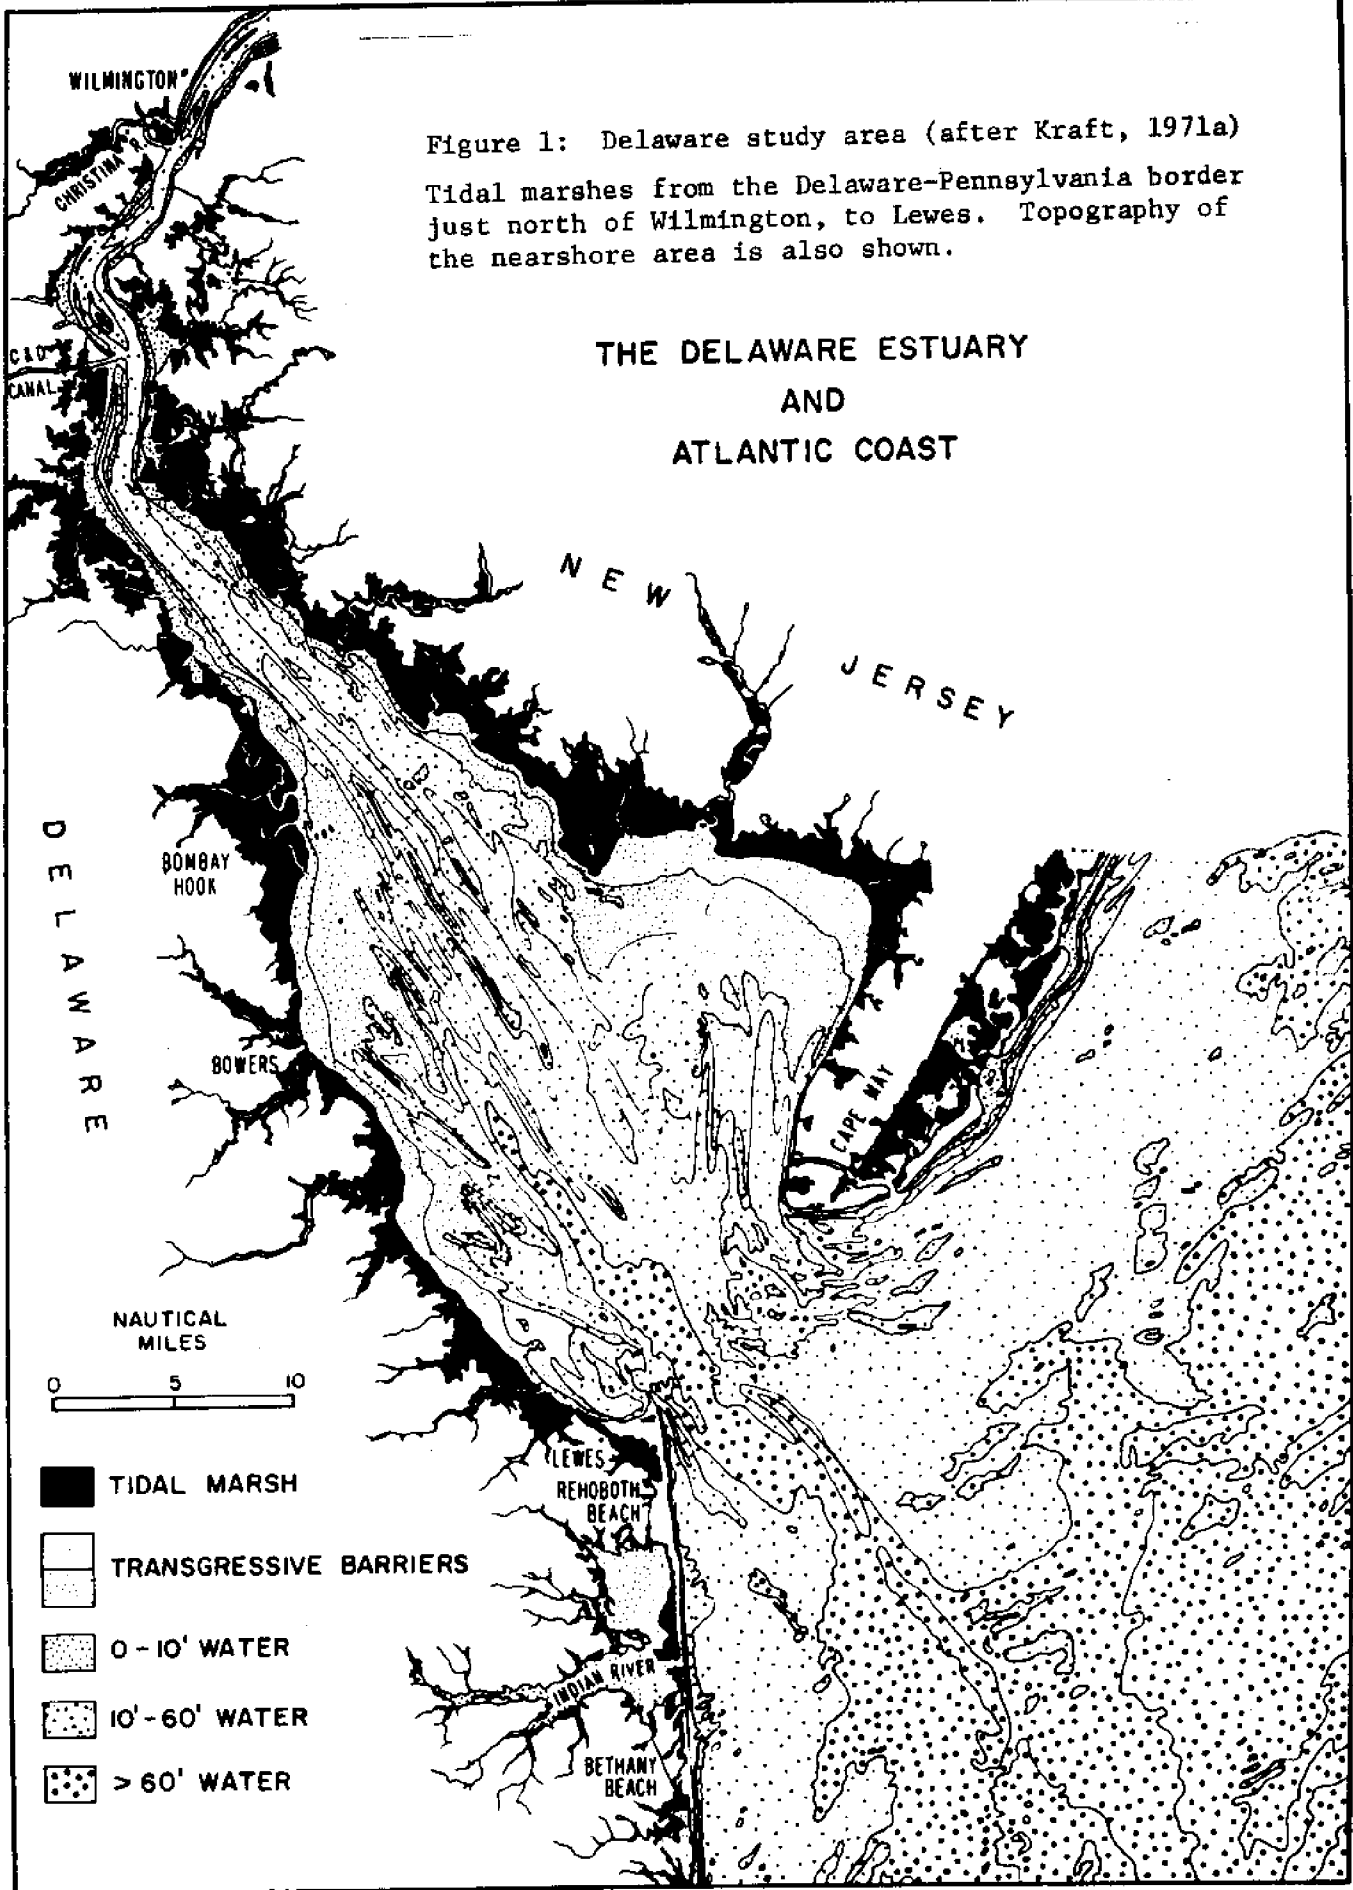 WILMINGTON
CHRISTINA R.
Figure 1: Delaware study area (after Kraft, 1971a)
Tidal marshes from the Delaware-Pennsylvania border
just north of Wilmington, to Lewes. Topography of
the nearshore area is also shown.
C & D
CANAL
THE DELAWARE ESTUARY
AND
ATLANTIC COAST
NEW JERSEY
DELAWARE
BOMBAY
HOOK
BOWERS
CAPE MAY
NAUTICAL
MILES
0 5 10
LEWES
REHOBOTH
BEACH
INDIAN RIVER
BETHANY
BEACH
TIDAL MARSH
TRANSGRESSIVE BARRIERS
0-10' WATER
10'-60' WATER
> 60' WATER